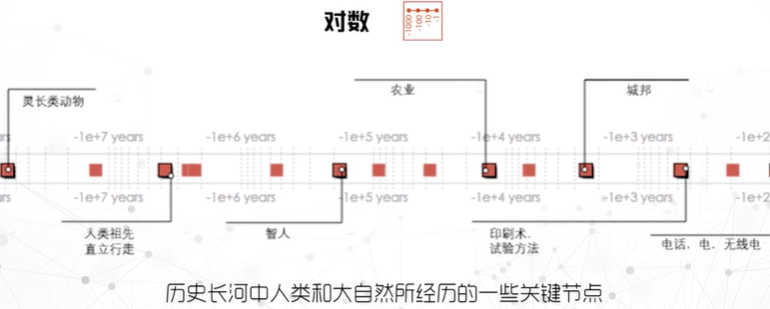 对数
-1000
-100
-10
-1
灵长类动物
农业
城邦
rs
-1e+7 years
-1e+6 years
-1e+5 years
-1e+4 years
-1e+3 years
-1e+2
rs
-1e+7 years
-1e+6 years
-1e+5 years
-1e+4 years
-1e+3 years
-1e+2
人类祖先
直立行走
智人
印刷术.
试验方法
电话. 电. 无线电
历史长河中人类和大自然所经历的一些关键节点